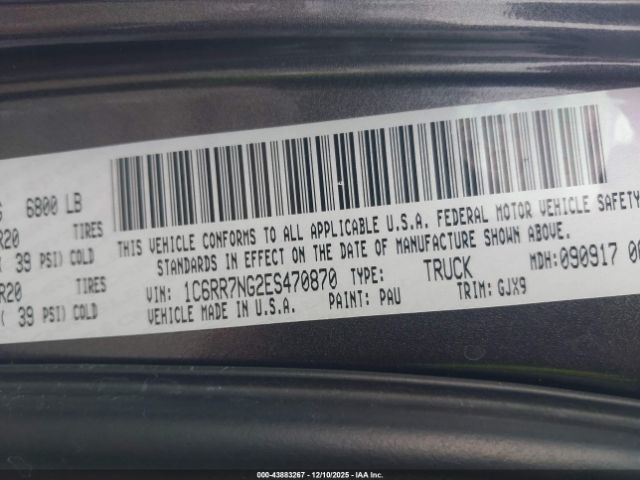 6800 LB
R20 TIRES
( 39 PSI) COLD
R20 TIRES
( 39 PSI) COLD
THIS VEHICLE CONFORMS TO ALL APPLICABLE U.S.A. FEDERAL MOTOR VEHICLE SAFETY
STANDARDS IN EFFECT ON THE DATE OF MANUFACTURE SHOWN ABOVE.
VIN: 1C6RR7NG2ES470870 TYPE: TRUCK MDH: 090917
VEHICLE MADE IN U.S.A. PAINT: PAU TRIM: GJX9
000-43883267 - 12/10/2025 - IAA Inc.